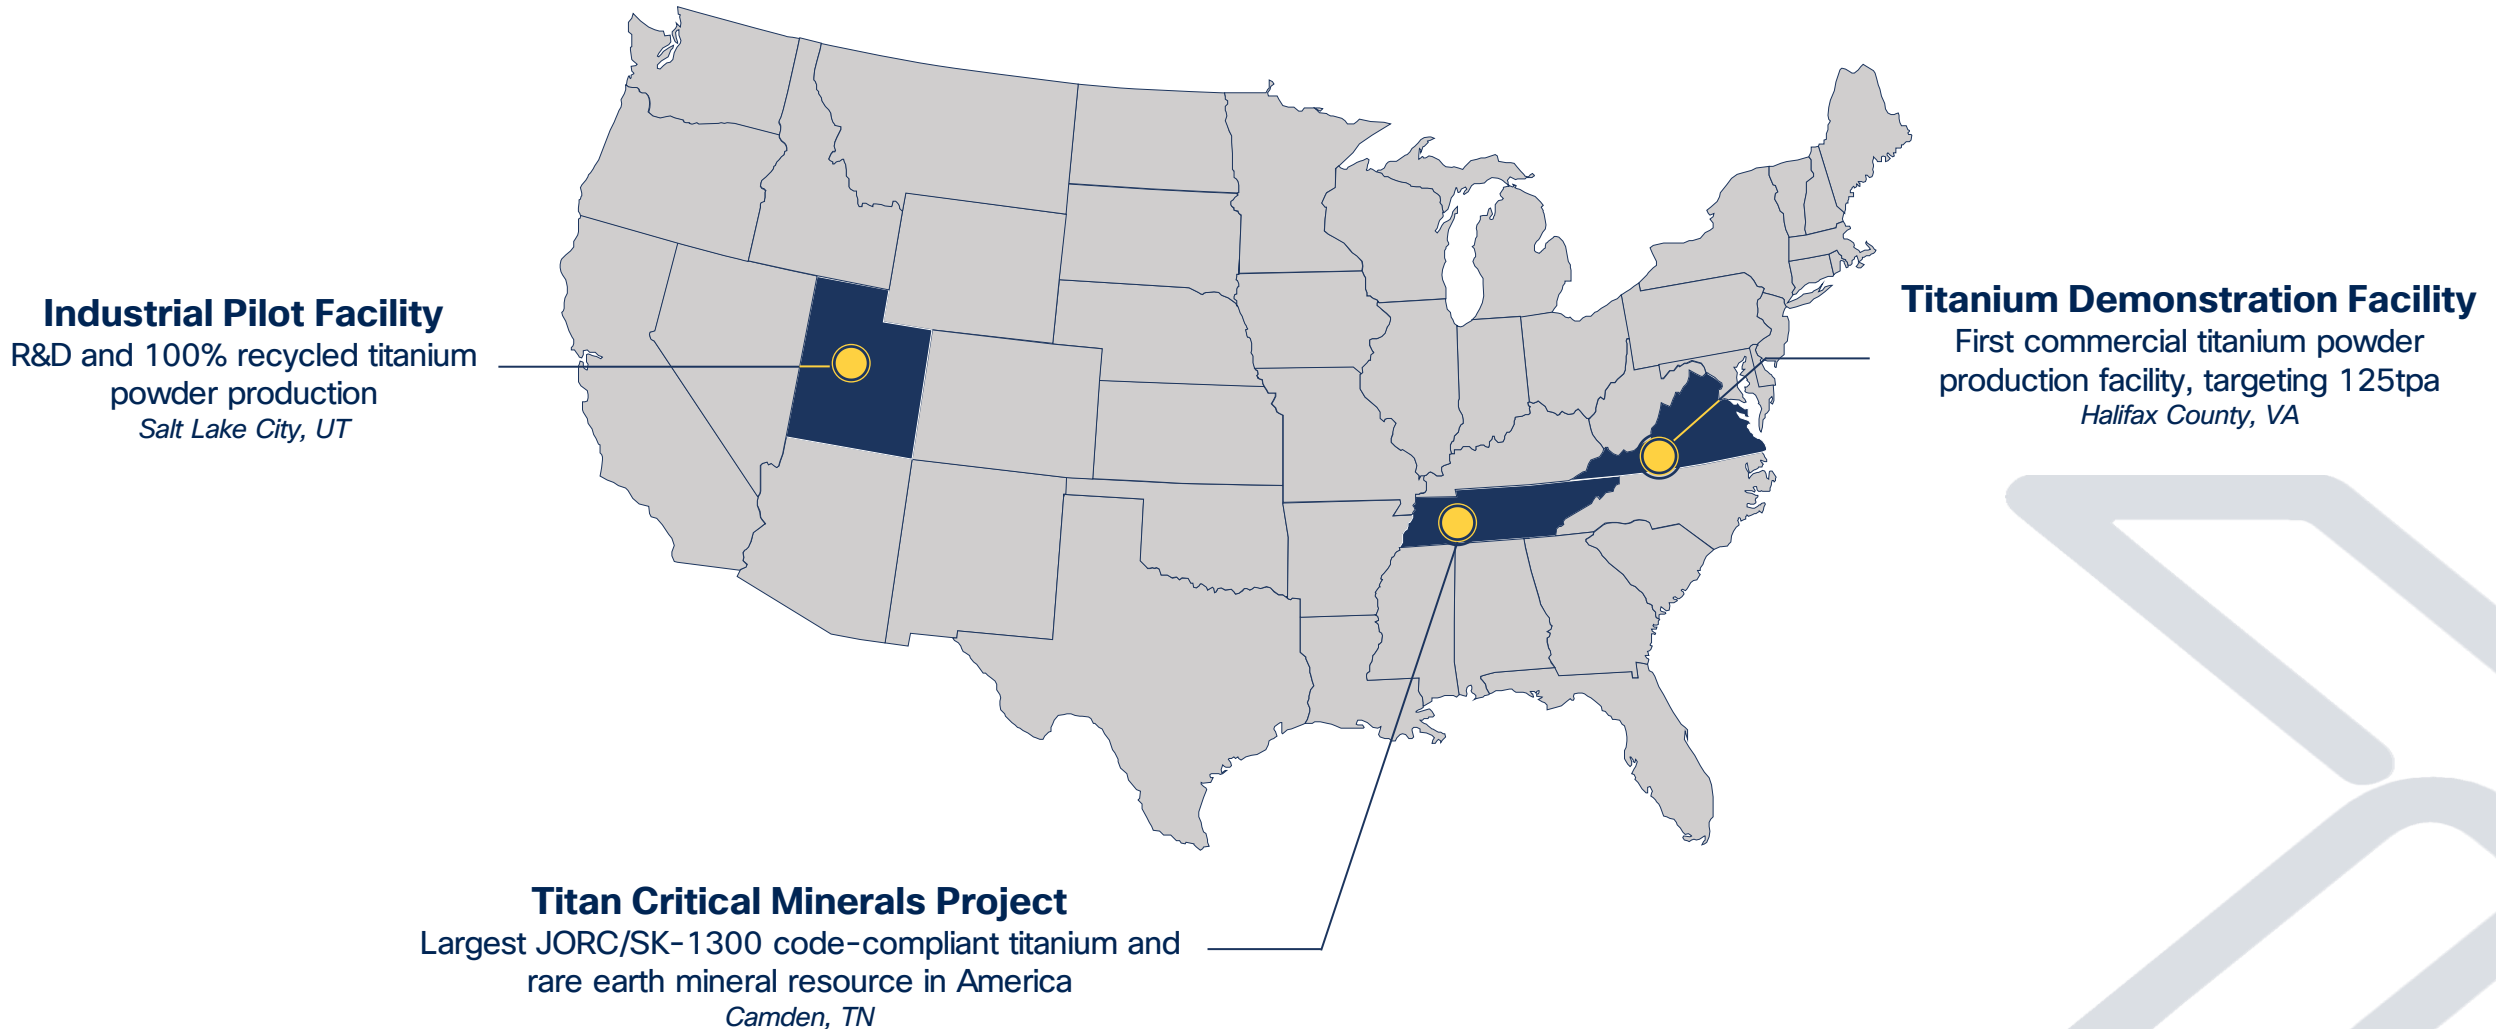 Industrial Pilot Facility
R&D and 100% recycled titanium
powder production
Salt Lake City, UT
Titanium Demonstration Facility
First commercial titanium powder
production facility, targeting 125tpa
Halifax County, VA
Titan Critical Minerals Project
Largest JORC/SK-1300 code-compliant titanium and
rare earth mineral resource in America
Camden, TN